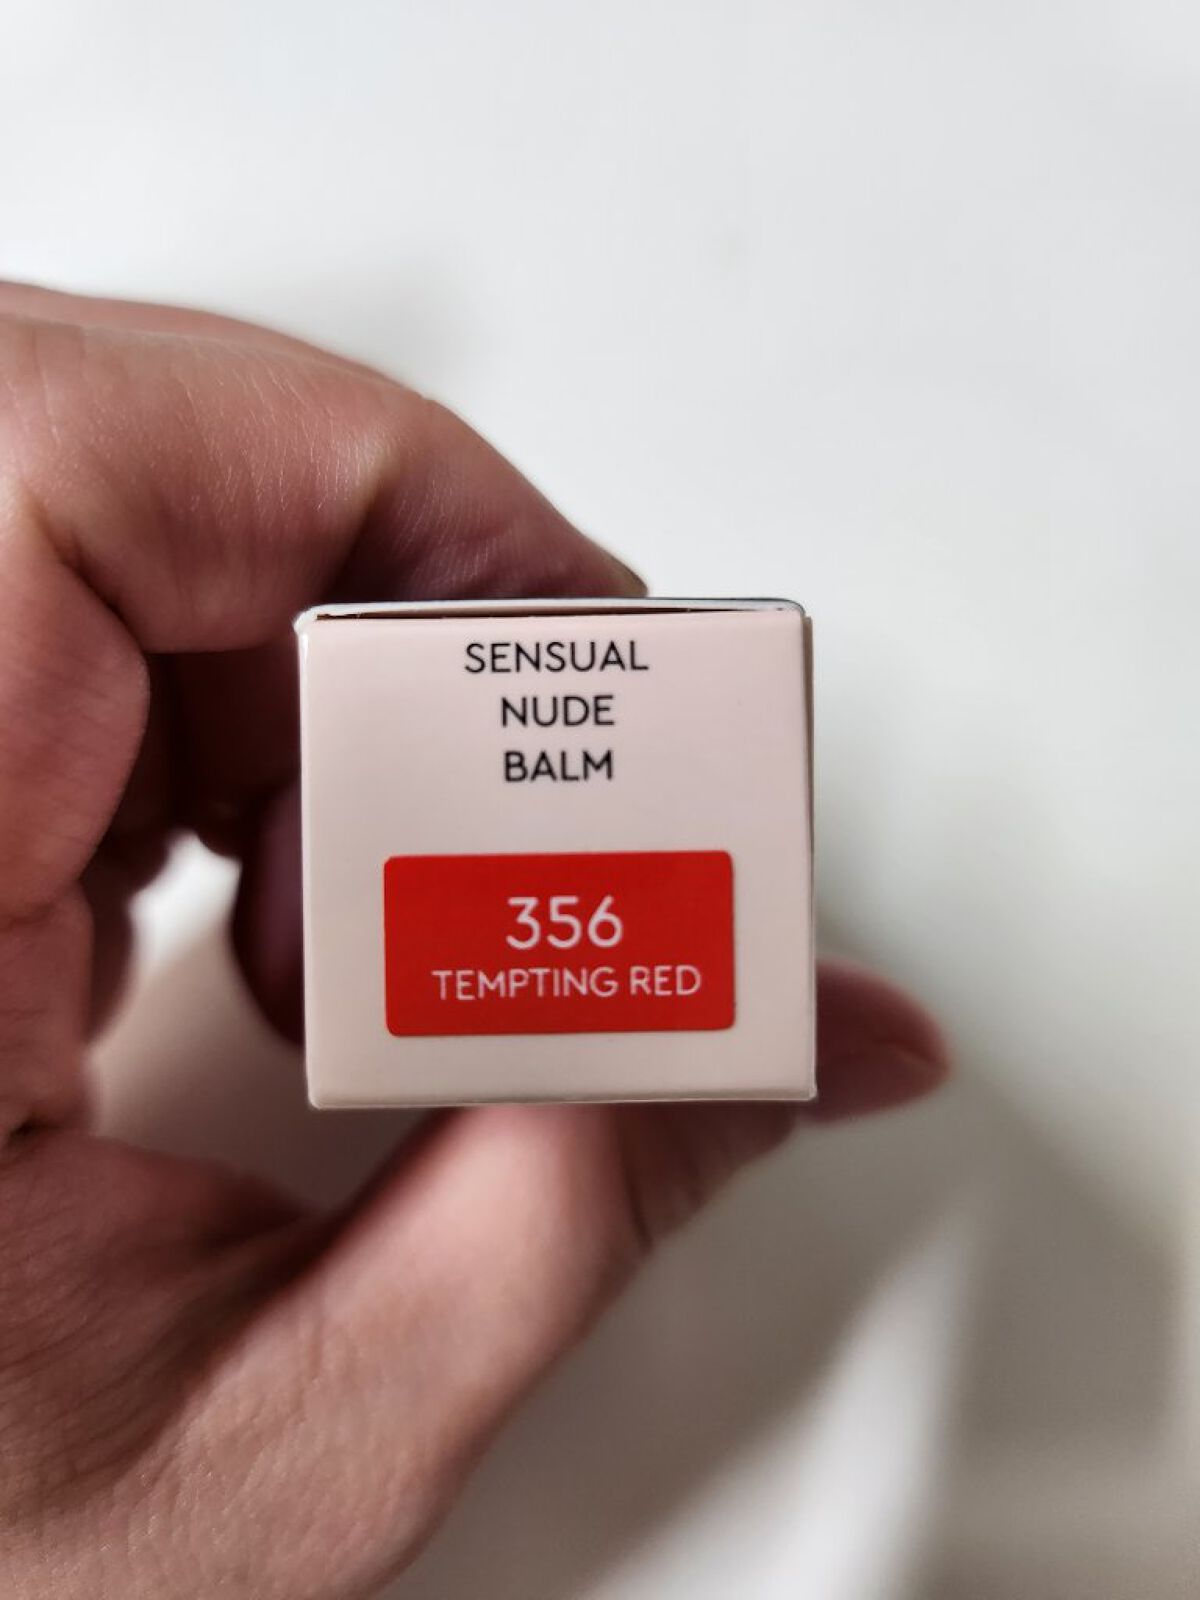 SENSUAL
NUDE
BALM
356
TEMPTING RED